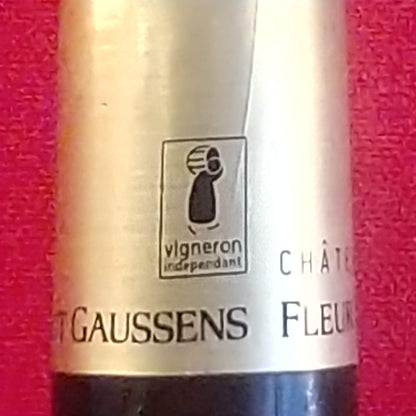 vigneron
indépendant
CHÂTE
T GAUSSENS FLEUR